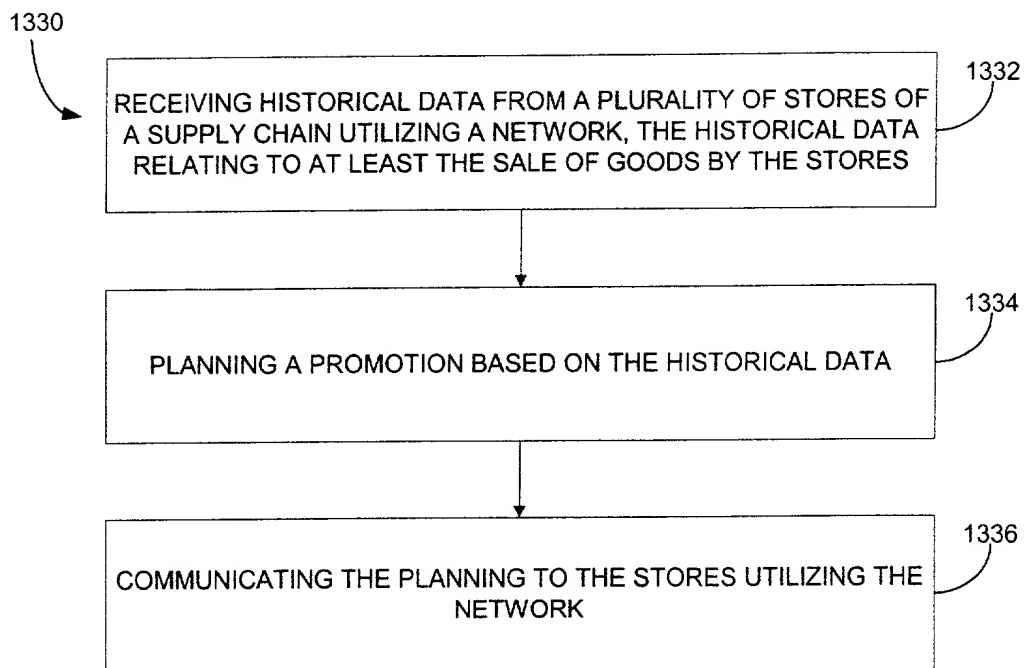 1330
1332
RECEIVING HISTORICAL DATA FROM A PLURALITY OF STORES OF
A SUPPLY CHAIN UTILIZING A NETWORK, THE HISTORICAL DATA
RELATING TO AT LEAST THE SALE OF GOODS BY THE STORES
1334
PLANNING A PROMOTION BASED ON THE HISTORICAL DATA
1336
COMMUNICATING THE PLANNING TO THE STORES UTILIZING THE
NETWORK